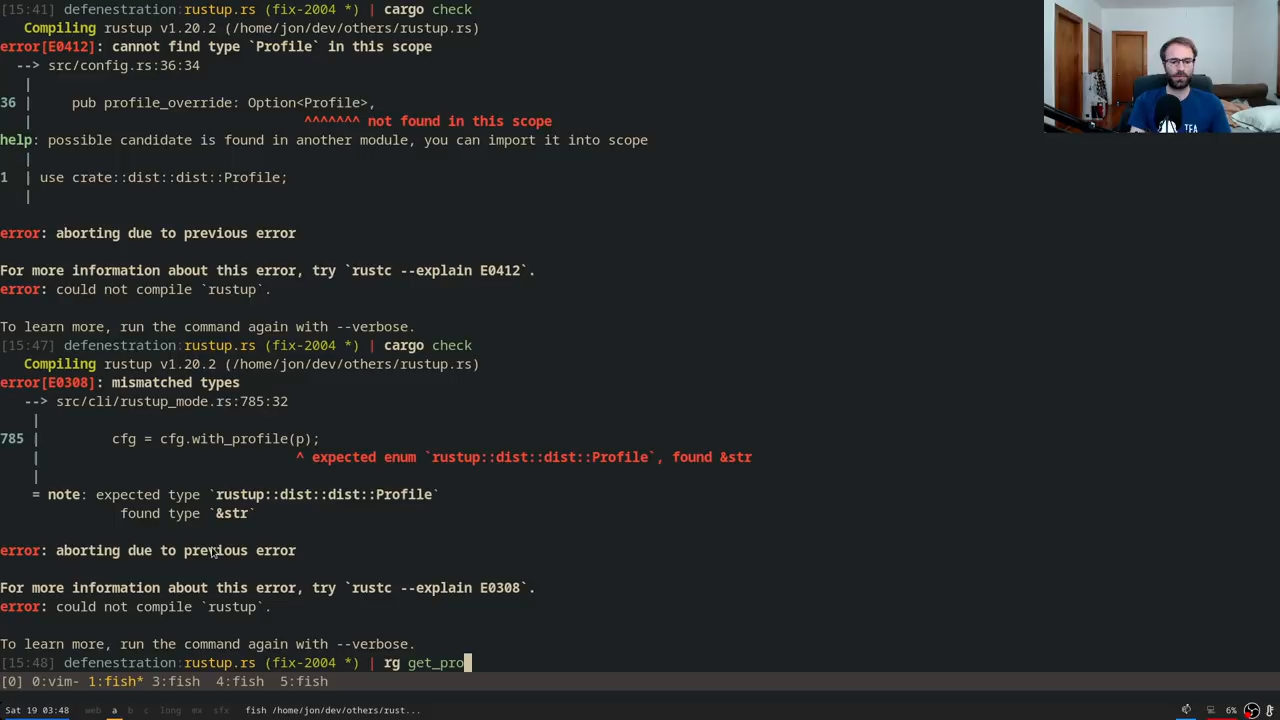 [15:41] defenestration:rustup.rs (fix-2004 *) | cargo check
Compiling rustup v1.20.2 (/home/jon/dev/others/rustup.rs)
error[E0412]: cannot find type `Profile` in this scope
--> src/config.rs:36:34
|
36 |     pub profile_override: Option<Profile>,
|                                  ^^^^^^^ not found in this scope
help: possible candidate is found in another module, you can import it into scope
|
1 | use crate::dist::dist::Profile;
|
error: aborting due to previous error
For more information about this error, try `rustc --explain E0412`.
error: could not compile `rustup`.
To learn more, run the command again with --verbose.
[15:47] defenestration:rustup.rs (fix-2004 *) | cargo check
Compiling rustup v1.20.2 (/home/jon/dev/others/rustup.rs)
error[E0308]: mismatched types
--> src/cli/rustup_mode.rs:785:32
|
785 |         cfg = cfg.with_profile(p);
|                                ^ expected enum `rustup::dist::dist::Profile`, found &str
|
= note: expected type `rustup::dist::dist::Profile`
found type `&str`
error: aborting due to previous error
For more information about this error, try `rustc --explain E0308`.
error: could not compile `rustup`.
To learn more, run the command again with --verbose.
[15:48] defenestration:rustup.rs (fix-2004 *) | rg get_pro
[0] 0:vim- 1:fish* 3:fish 4:fish 5:fish
Sat 19 03:48 web a b c long mx sfx fish /home/jon/dev/others/rust... 6%
TEA